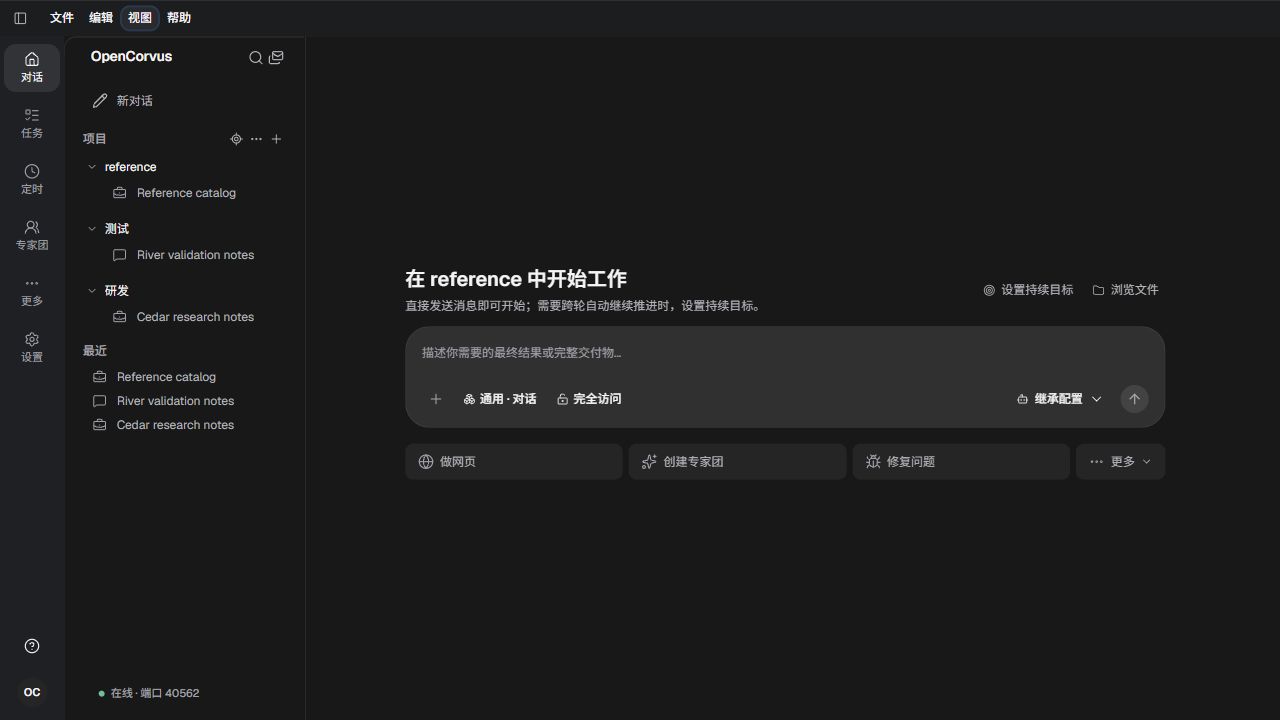 文件 编辑 视图 帮助
对话
任务
定时
专家团
更多
设置
OC
OpenCorvus
新对话
项目
reference
Reference catalog
测试
River validation notes
研发
Cedar research notes
最近
Reference catalog
River validation notes
Cedar research notes
在线 · 端口 40562
在 reference 中开始工作
直接发送消息即可开始；需要跨轮自动继续推进时，设置持续目标。
设置持续目标 浏览文件
描述你需要的最终结果或完整交付物...
通用 · 对话 完全访问 继承配置
做网页 创建专家团 修复问题 更多